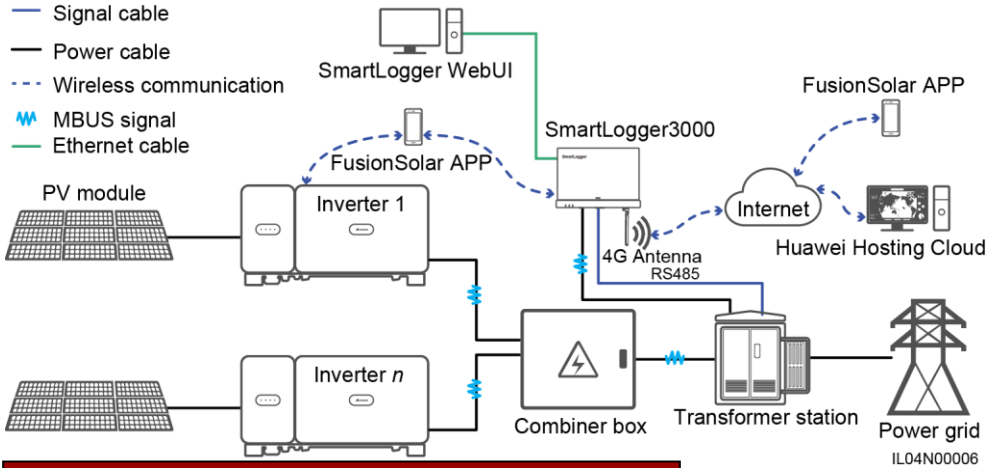 Signal cable
Power cable
Wireless communication
MBUS signal
Ethernet cable
SmartLogger WebUI
FusionSolar APP
SmartLogger3000
SmartLogger
FusionSolar APP
PV module
Inverter 1
Internet
Huawei Hosting Cloud
4G Antenna
RS485
Inverter n
Combiner box
Transformer station
Power grid
IL04N00006